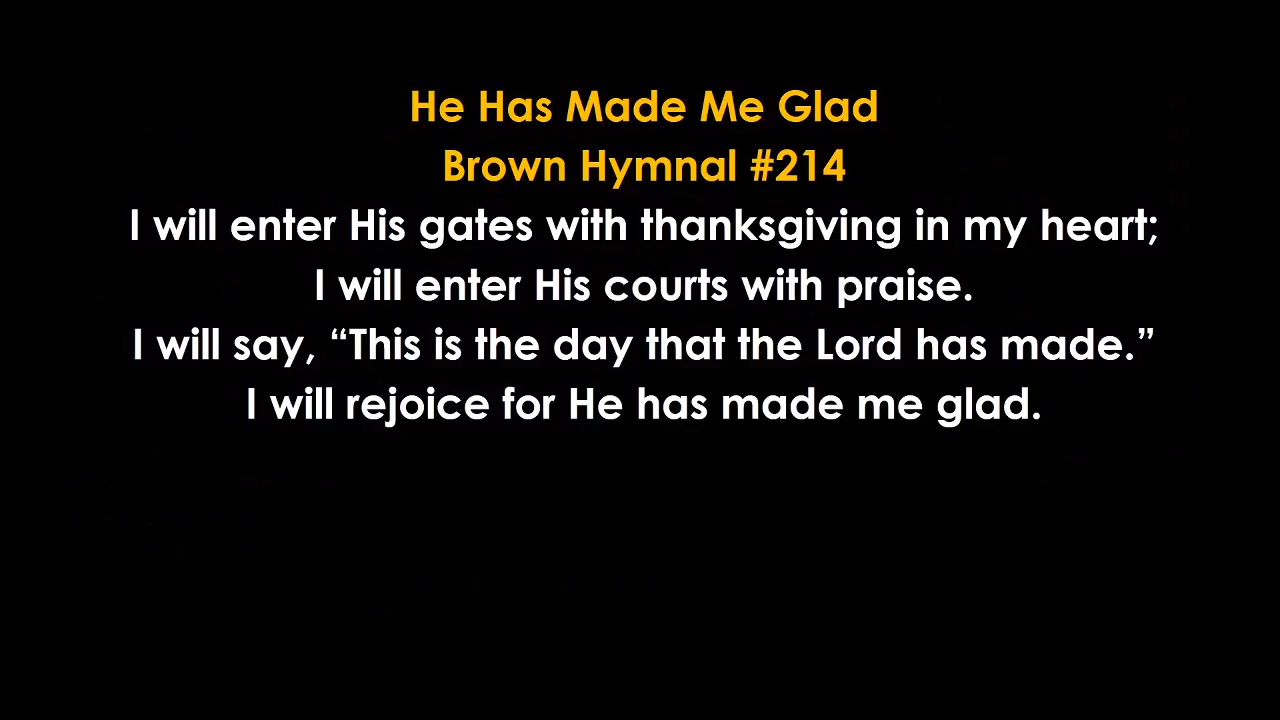 He Has Made Me Glad
Brown Hymnal #214
I will enter His gates with thanksgiving in my heart;
I will enter His courts with praise.
I will say, “This is the day that the Lord has made.”
I will rejoice for He has made me glad.